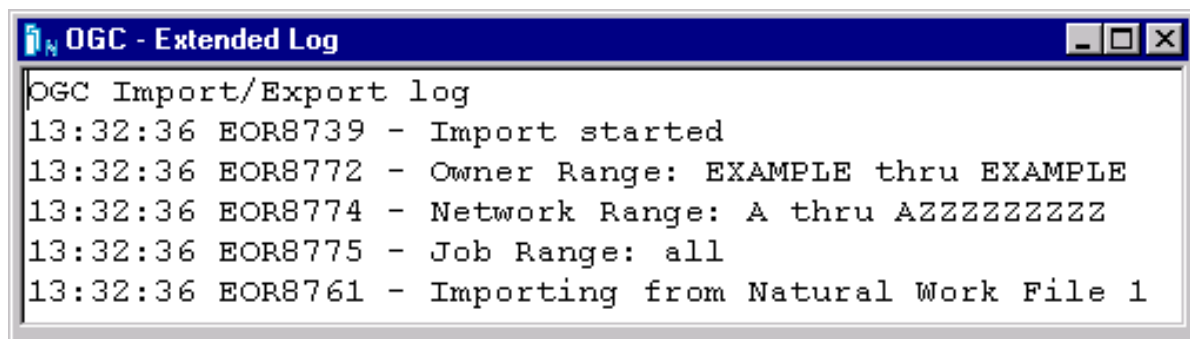 OGC - Extended Log
OGC Import/Export log
13:32:36 EOR8739 - Import started
13:32:36 EOR8772 - Owner Range: EXAMPLE thru EXAMPLE
13:32:36 EOR8774 - Network Range: A thru AZZZZZZZZZ
13:32:36 EOR8775 - Job Range: all
13:32:36 EOR8761 - Importing from Natural Work File 1